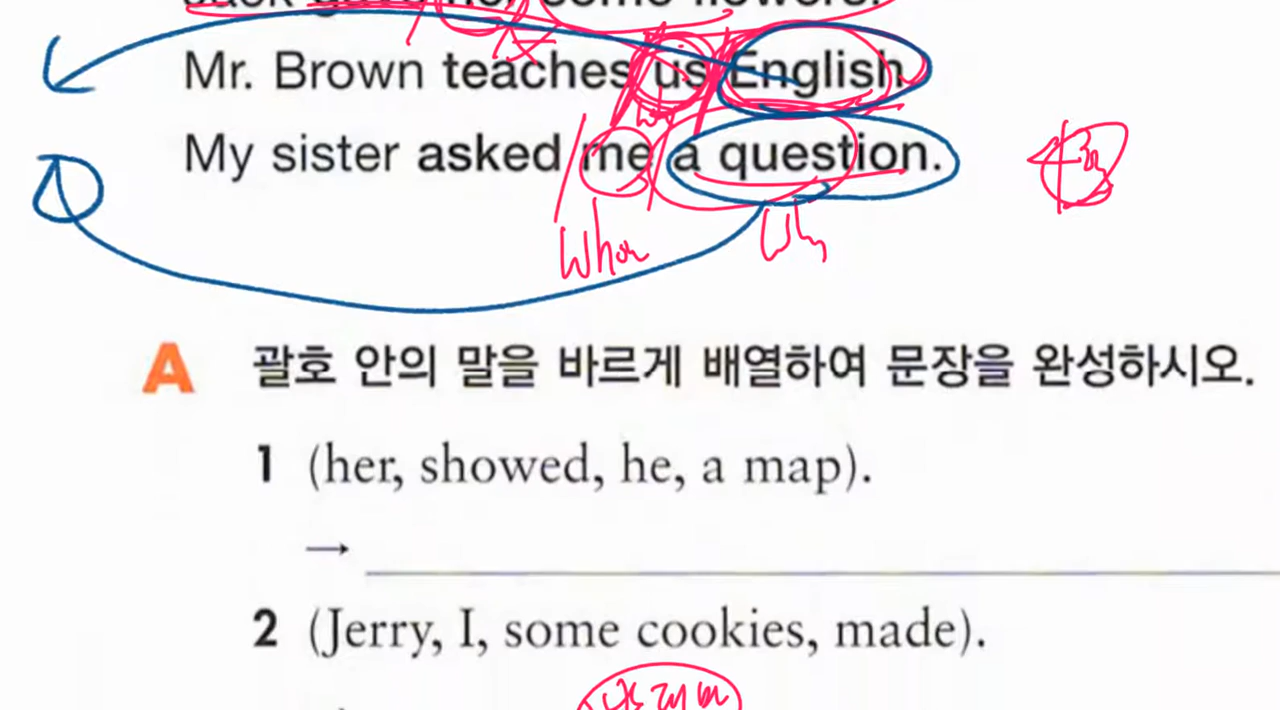 some flowers.
Mr. Brown teaches us English.
My sister asked me a question.
A 괄호 안의 말을 바르게 배열하여 문장을 완성하시오.
1 (her, showed, he, a map).
→
2 (Jerry, I, some cookies, made).